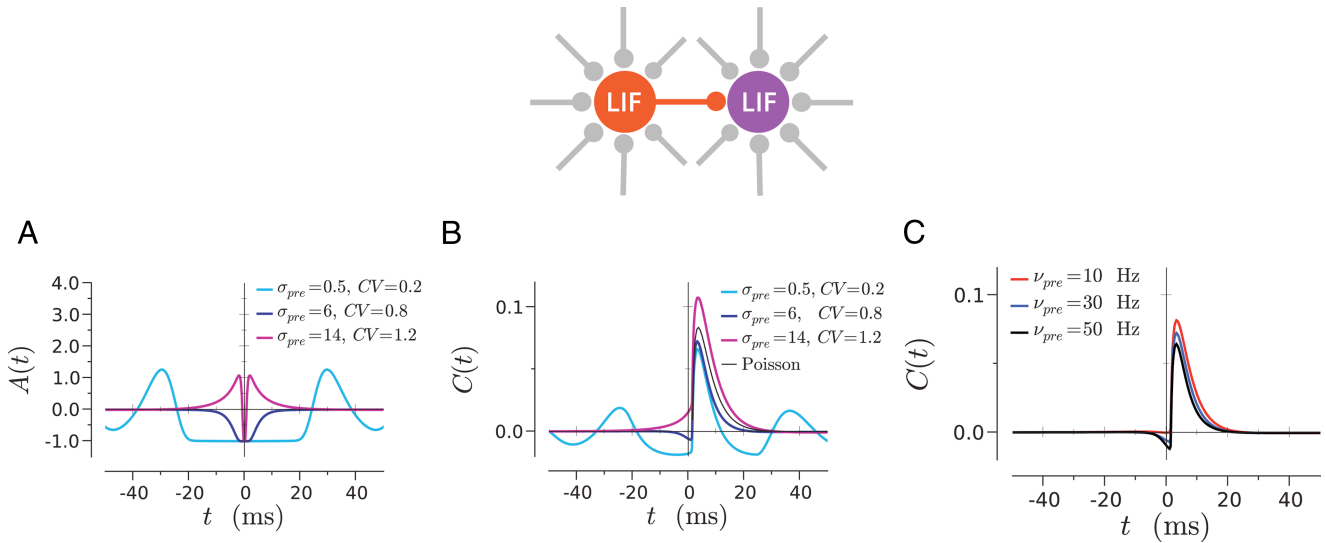 LIF LIF
A
B
C
A(t)
4.0
3.0
2.0
1.0
0.0
-1.0
σpre=0.5, CV=0.2
σpre=6, CV=0.8
σpre=14, CV=1.2
-40 -20 0 20 40
t (ms)
C(t)
0.1
0.0
σpre=0.5, CV=0.2
σpre=6, CV=0.8
σpre=14, CV=1.2
Poisson
-40 -20 0 20 40
t (ms)
C(t)
0.1
0.0
νpre=10 Hz
νpre=30 Hz
νpre=50 Hz
-40 -20 0 20 40
t (ms)